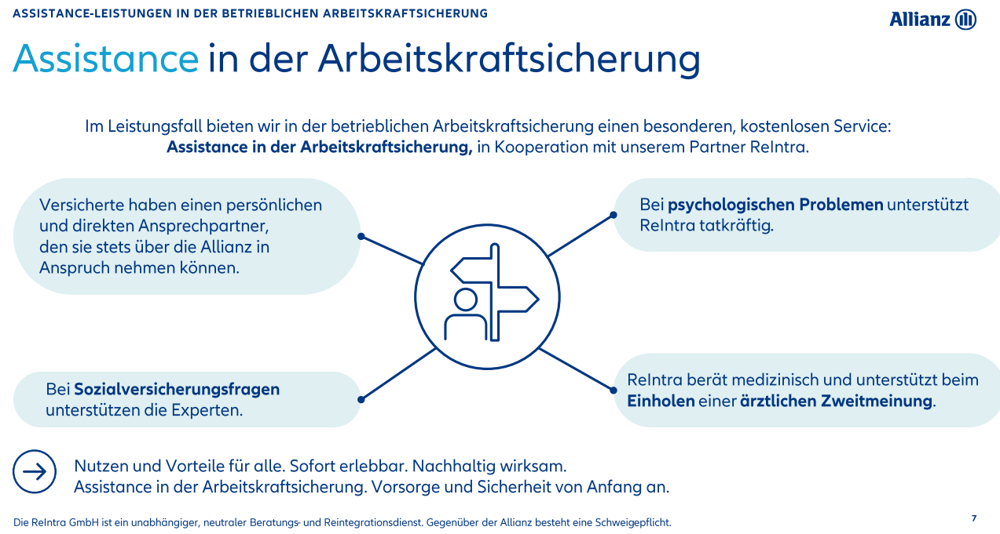 ASSISTANCE-LEISTUNGEN IN DER BETRIEBLICHEN ARBEITSKRAFTSICHERUNG
Allianz
Assistance in der Arbeitskraftsicherung
Im Leistungsfall bieten wir in der betrieblichen Arbeitskraftsicherung einen besonderen, kostenlosen Service:
Assistance in der Arbeitskraftsicherung, in Kooperation mit unserem Partner ReIntra.
Versicherte haben einen persönlichen
und direkten Ansprechpartner,
den sie stets über die Allianz in
Anspruch nehmen können.
Bei psychologischen Problemen unterstützt
ReIntra tatkräftig.
Bei Sozialversicherungsfragen
unterstützen die Experten.
ReIntra berät medizinisch und unterstützt beim
Einholen einer ärztlichen Zweitmeinung.
Nutzen und Vorteile für alle. Sofort erlebbar. Nachhaltig wirksam.
Assistance in der Arbeitskraftsicherung. Vorsorge und Sicherheit von Anfang an.
Die ReIntra GmbH ist ein unabhängiger, neutraler Beratungs- und Reintegrationsdienst. Gegenüber der Allianz besteht eine Schweigepflicht.
7